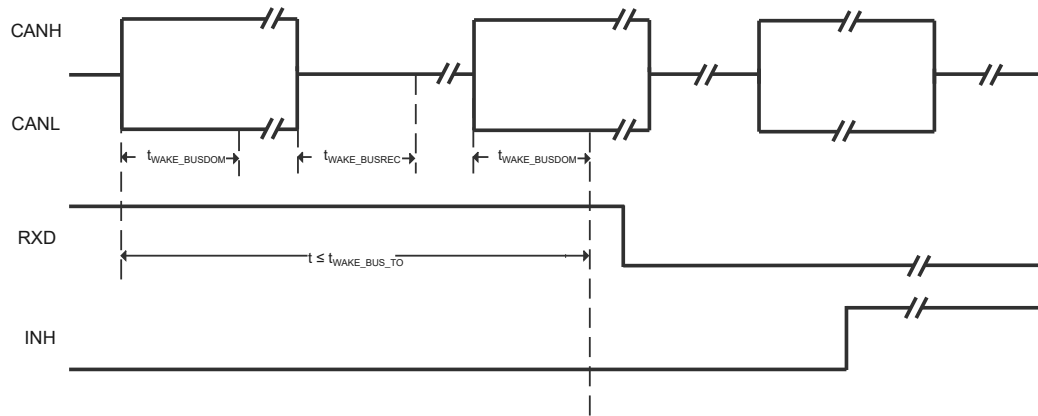 CANH
CANL
tWAKE_BUSDOM
tWAKE_BUSREC
tWAKE_BUSDOM
RXD
t ≤ tWAKE_BUS_TO
INH